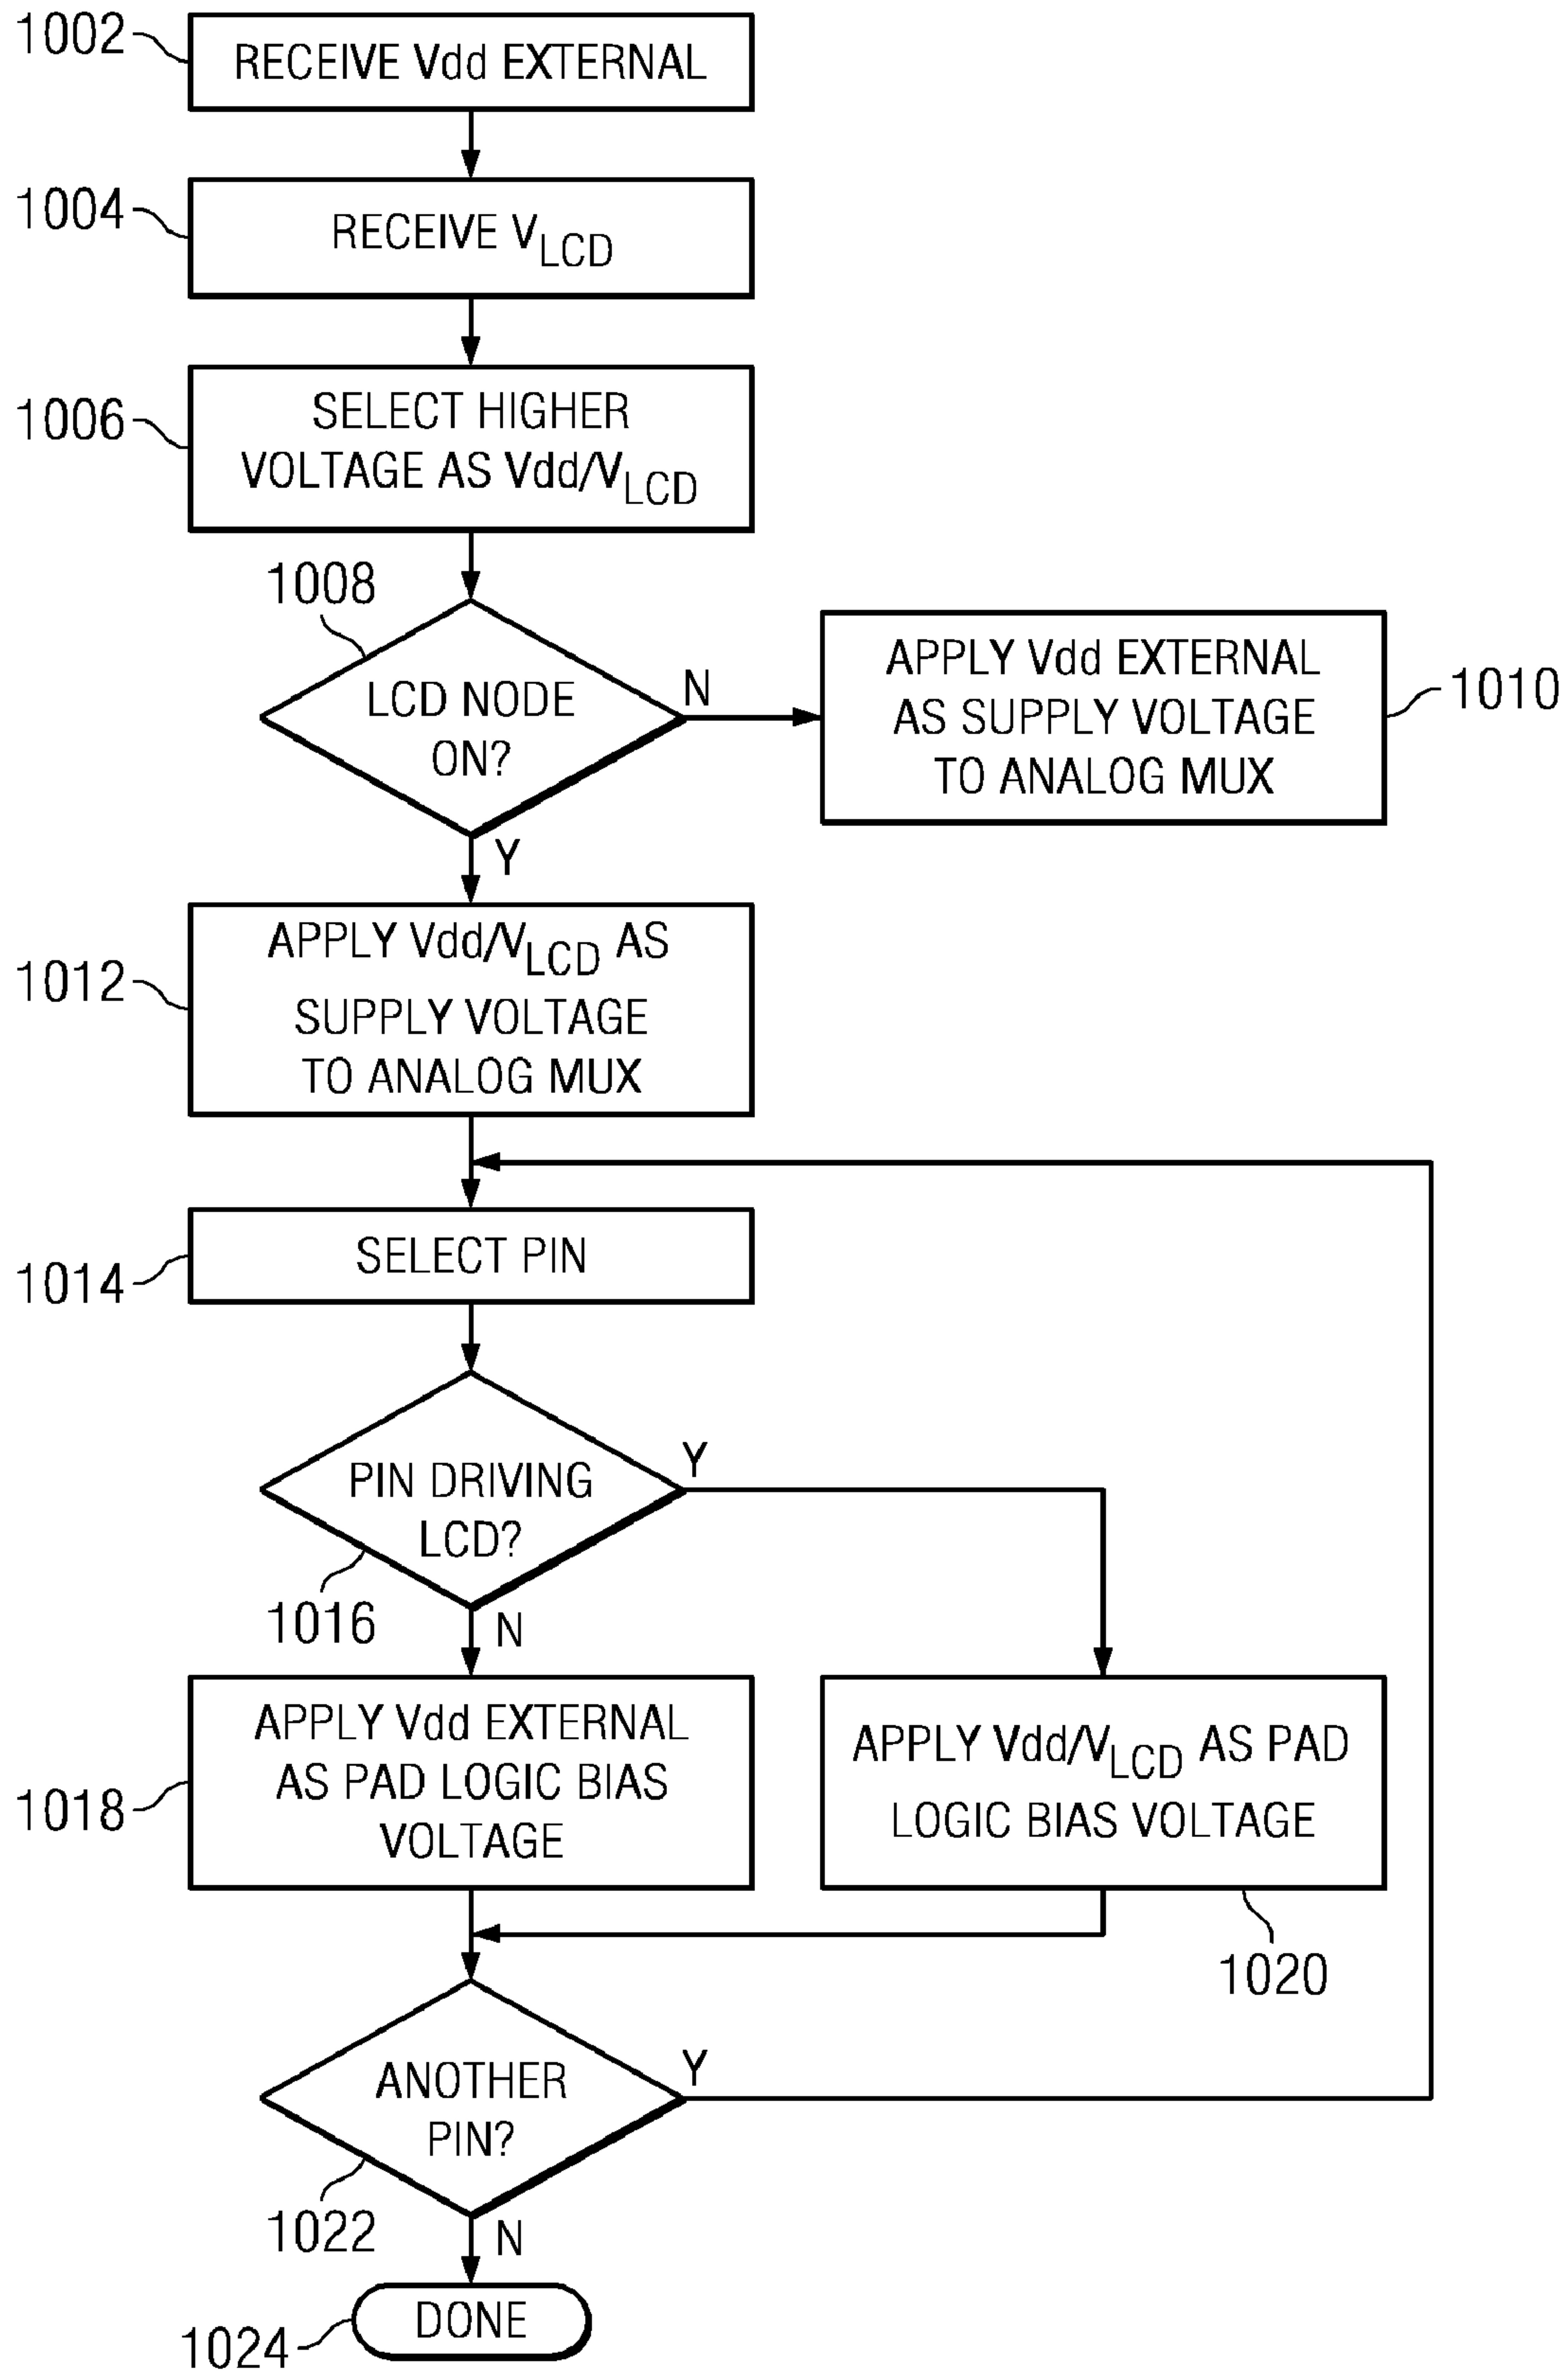 1002
RECEIVE Vdd EXTERNAL
1004
RECEIVE VLCD
1006
SELECT HIGHER
VOLTAGE AS Vdd/VLCD
1008
LCD NODE
ON?
N
Y
APPLY Vdd EXTERNAL
AS SUPPLY VOLTAGE
TO ANALOG MUX
1010
1012
APPLY Vdd/VLCD AS
SUPPLY VOLTAGE
TO ANALOG MUX
1014
SELECT PIN
PIN DRIVING
LCD?
Y
1016
N
1018
APPLY Vdd EXTERNAL
AS PAD LOGIC BIAS
VOLTAGE
APPLY Vdd/VLCD AS PAD
LOGIC BIAS VOLTAGE
1020
ANOTHER
PIN?
Y
1022
N
DONE
1024